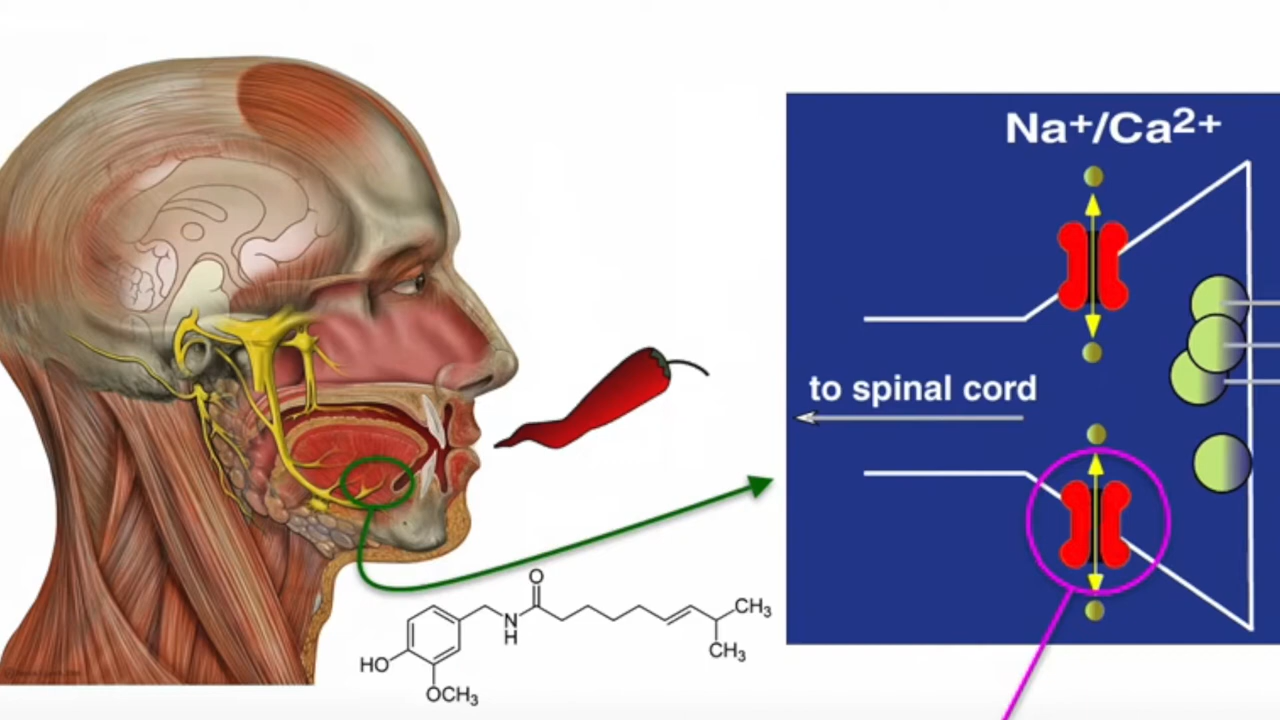 Na+/Ca2+
to spinal cord
O
N
H
CH3
CH3
HO
OCH3